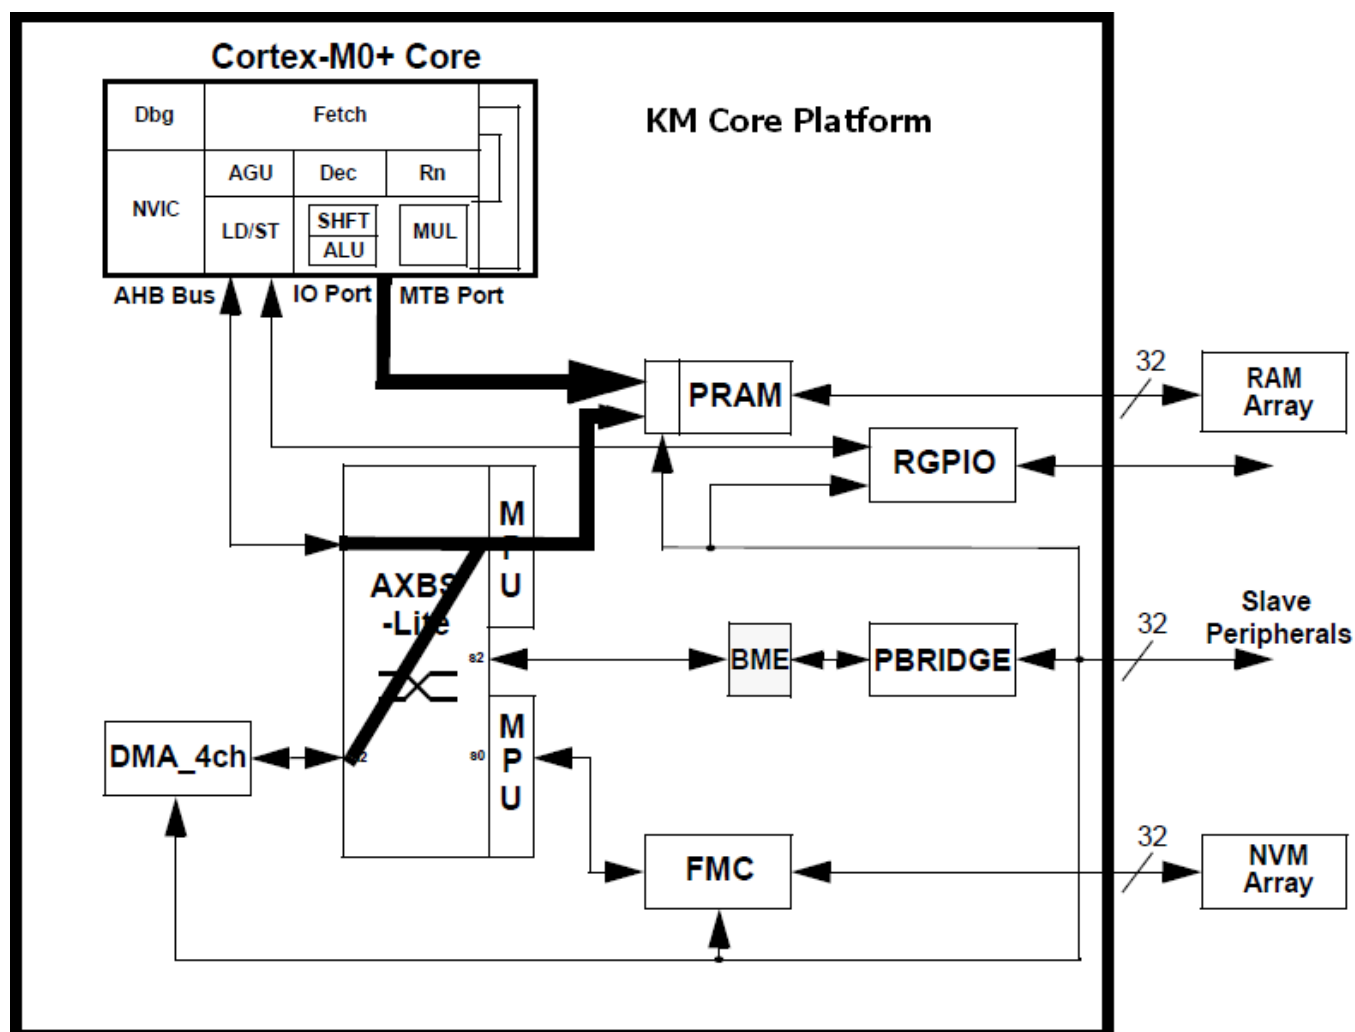 Cortex-M0+ Core
KM Core Platform
Dbg
Fetch
AGU
Dec
Rn
NVIC
LD/ST
SHFT
ALU
MUL
AHB Bus
IO Port
MTB Port
PRAM
32
RAM
Array
RGPIO
M
U
AXBS
-Lite
s2
BME
PBRIDGE
32
Slave
Peripherals
DMA_4ch
s0
M
P
U
FMC
32
NVM
Array